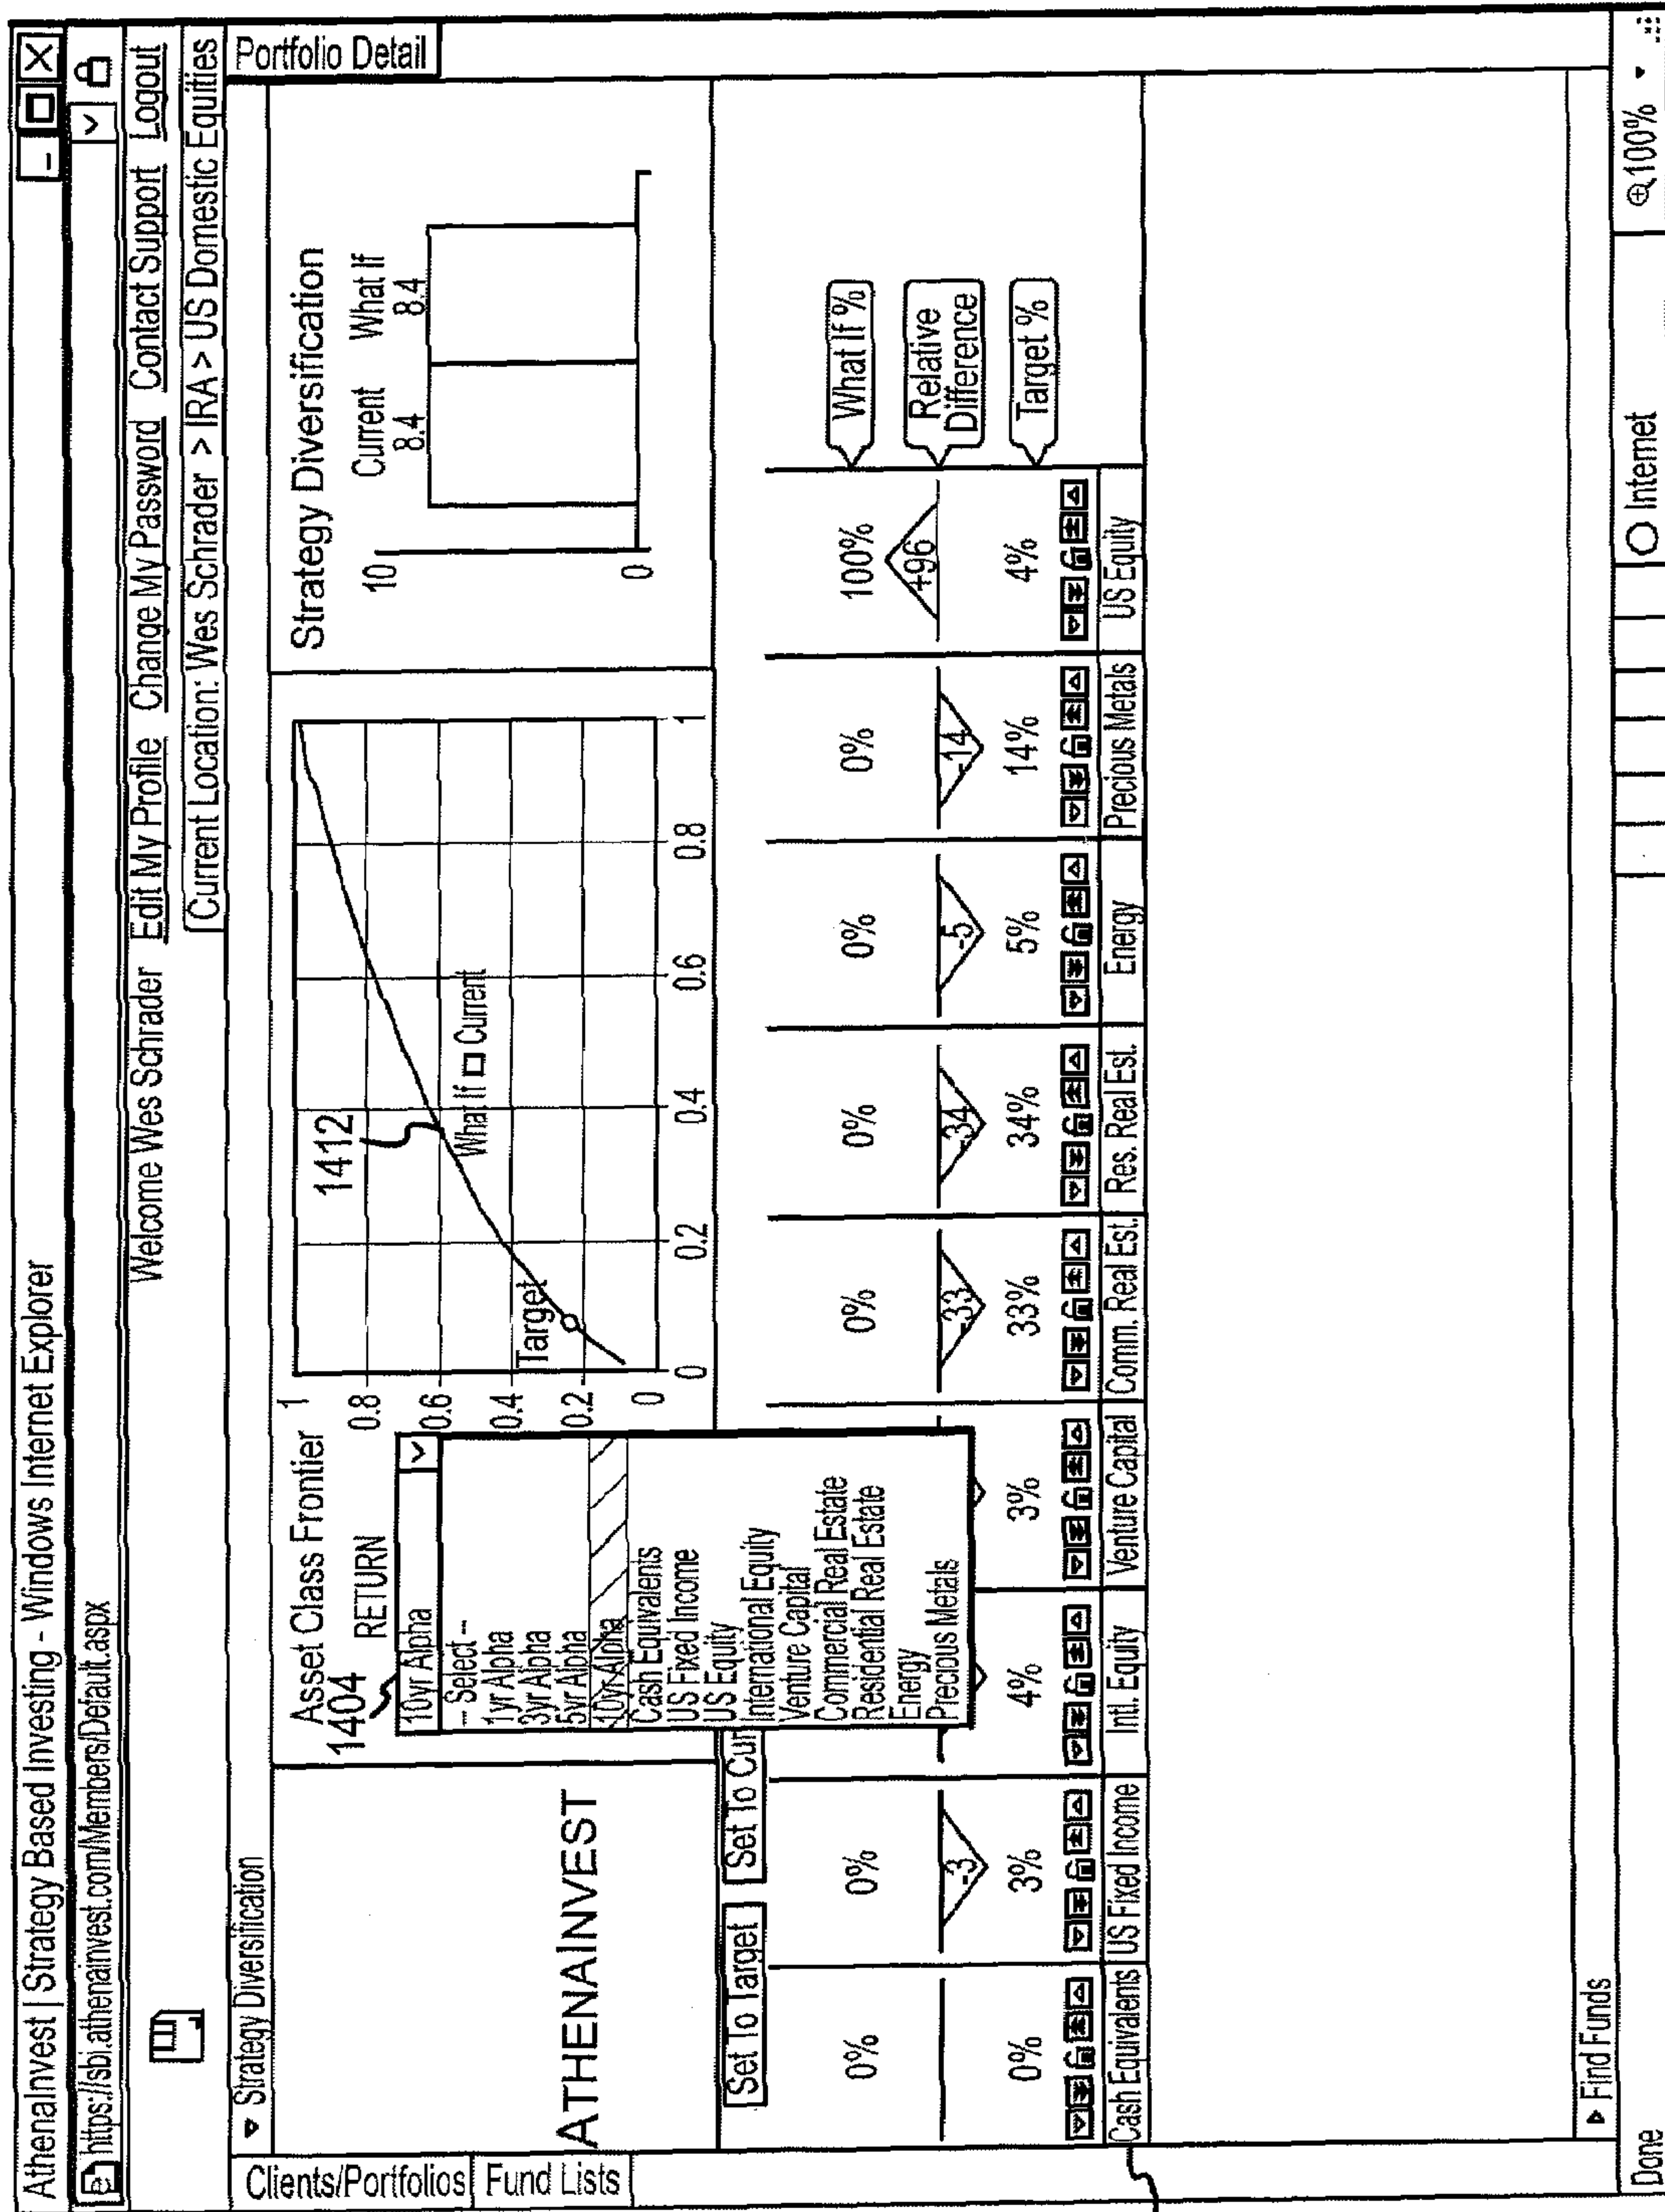 AthenaInvest | Strategy Based Investing - Windows Internet Explorer
https://sbi.athenainvest.com/Members/Default.aspx
Welcome Wes Schrader Edit My Profile Change My Password Contact Support Logout
Current Location: Wes Schrader > IRA > US Domestic Equities
Clients/Portfolios
Fund Lists
Portfolio Detail
Strategy Diversification
ATHENAINVEST
Asset Class Frontier
1404
RETURN
10yr Alpha
-- Select --
1yr Alpha
3yr Alpha
5yr Alpha
10yr Alpha
Cash Equivalents
US Fixed Income
US Equity
International Equity
Venture Capital
Commercial Real Estate
Residential Real Estate
Energy
Precious Metals
1
0.8
0.6
0.4
0.2
0
0 0.2 0.4 0.6 0.8 1
1412
Target
What If Current
Strategy Diversification
Current What If
8.4 8.4
10
0
Set To Target Set To Cur
0% 0% 0% 0% 0% 0% 100% What If %
-3 -33 -34 -5 -14 +96 Relative Difference
0% 3% 4% 3% 33% 34% 5% 14% 4% Target %
Cash Equivalents US Fixed Income Intl. Equity Venture Capital Comm. Real Est. Res. Real Est. Energy Precious Metals US Equity
Find Funds
Done Internet 100%